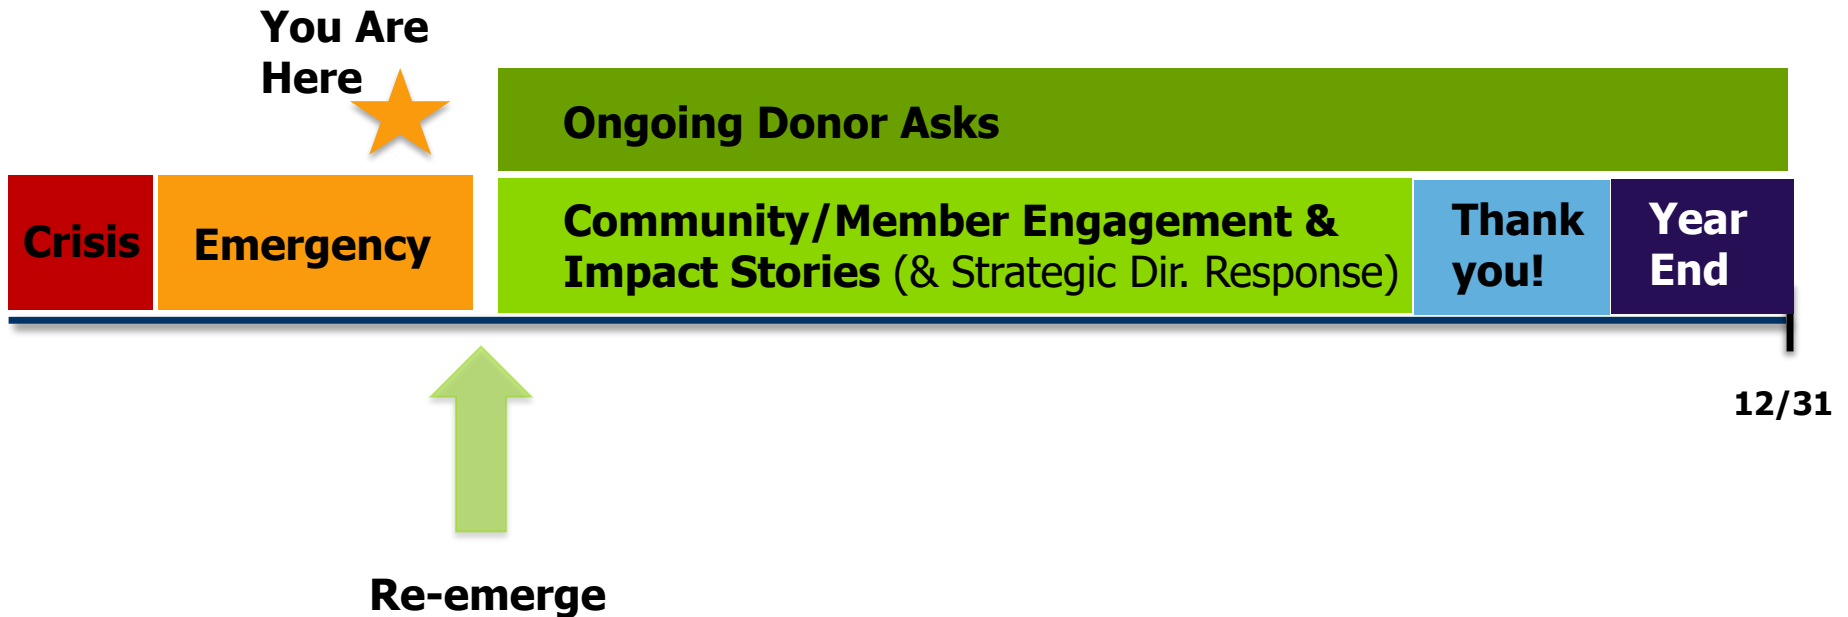 You Are
Here
Ongoing Donor Asks
Crisis
Emergency
Community/Member Engagement &
Impact Stories (& Strategic Dir. Response)
Thank
you!
Year
End
12/31
Re-emerge